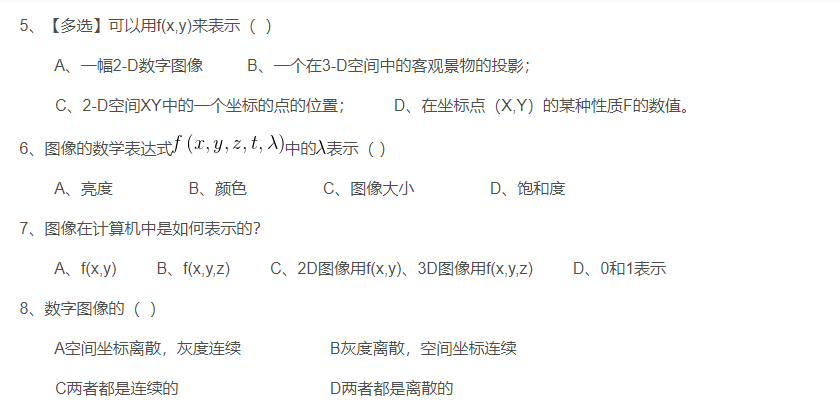 5、【多选】可以用f(x,y)来表示（ ）
A、一幅2-D数字图像 B、一个在3-D空间中的客观景物的投影；
C、2-D空间XY中的一个坐标的点的位置； D、在坐标点（X,Y）的某种性质F的数值。
6、图像的数学表达式f (x, y, z, t, λ)中的λ表示（ ）
A、亮度 B、颜色 C、图像大小 D、饱和度
7、图像在计算机中是如何表示的?
A、f(x,y) B、f(x,y,z) C、2D图像用f(x,y)、3D图像用f(x,y,z) D、0和1表示
8、数字图像的（ ）
A空间坐标离散，灰度连续 B灰度离散，空间坐标连续
C两者都是连续的 D两者都是离散的